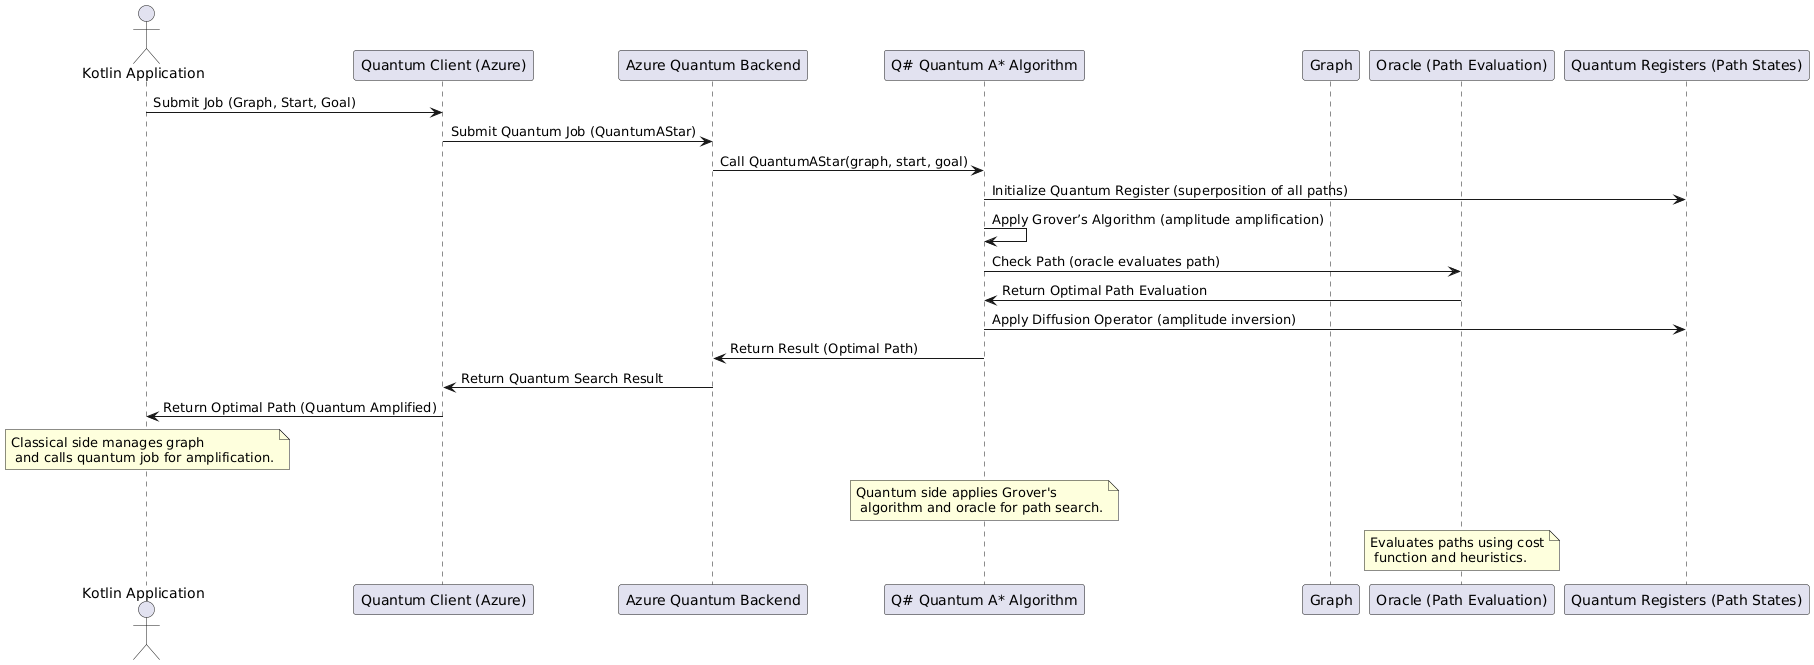 Kotlin Application
Quantum Client (Azure)
Azure Quantum Backend
Q# Quantum A* Algorithm
Graph
Oracle (Path Evaluation)
Quantum Registers (Path States)
Submit Job (Graph, Start, Goal)
Submit Quantum Job (QuantumAStar)
Call QuantumAStar(graph, start, goal)
Initialize Quantum Register (superposition of all paths)
Apply Grover’s Algorithm (amplitude amplification)
Check Path (oracle evaluates path)
Return Optimal Path Evaluation
Apply Diffusion Operator (amplitude inversion)
Return Result (Optimal Path)
Return Quantum Search Result
Return Optimal Path (Quantum Amplified)
Classical side manages graph
and calls quantum job for amplification.
Quantum side applies Grover's
algorithm and oracle for path search.
Evaluates paths using cost
function and heuristics.
Kotlin Application
Quantum Client (Azure)
Azure Quantum Backend
Q# Quantum A* Algorithm
Graph
Oracle (Path Evaluation)
Quantum Registers (Path States)